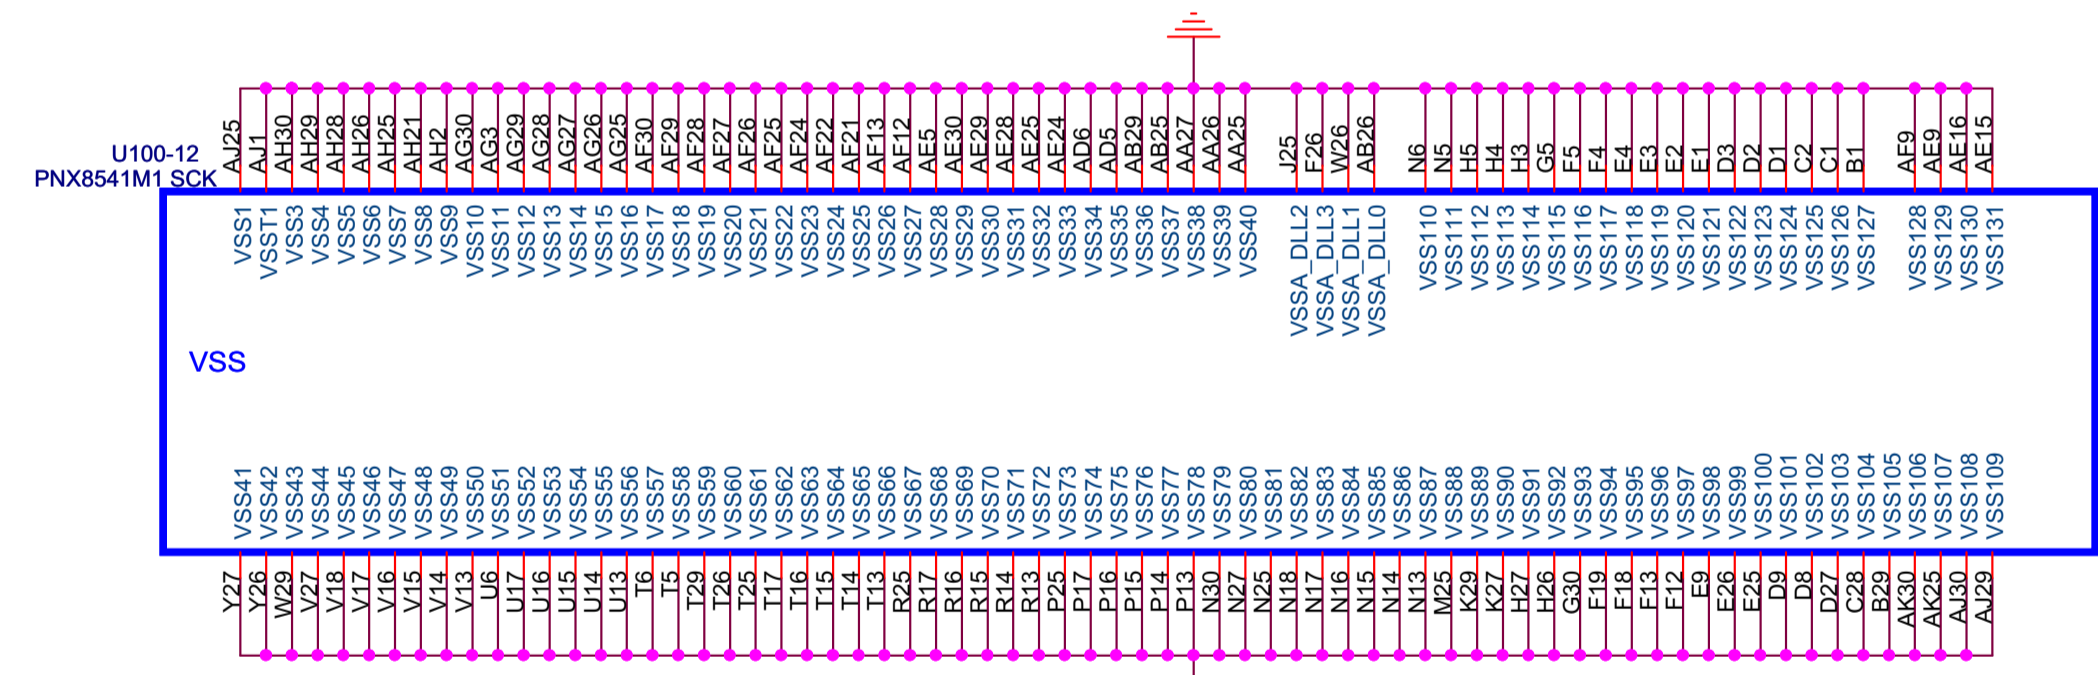 AJ25 AJ1 AH30 AH29 AH28 AH26 AH25 AH21 AH2 AG30 AG3 AG29 AG28 AG27 AG26 AG25 AF30 AF29 AF28 AF27 AF26 AF25 AF24 AF22 AF21 AF13 AF12 AE5 AE30 AE29 AE28 AE25 AE24 AD6 AD5 AB29 AB25 AA27 AA26 AA25 J25 F26 W26 AB26 N6 N5 H5 H4 H3 G5 F5 F4 E4 E3 E2 E1 D3 D2 D1 C2 C1 B1 AF9 AE9 AE16 AE15
U100-12
PNX8541M1 SCK
VSS1 VSST1 VSS3 VSS4 VSS5 VSS6 VSS7 VSS8 VSS9 VSS10 VSS11 VSS12 VSS13 VSS14 VSS15 VSS16 VSS17 VSS18 VSS19 VSS20 VSS21 VSS22 VSS23 VSS24 VSS25 VSS26 VSS27 VSS28 VSS29 VSS30 VSS31 VSS32 VSS33 VSS34 VSS35 VSS36 VSS37 VSS38 VSS39 VSS40 VSSA_DLL2 VSSA_DLL3 VSSA_DLL1 VSSA_DLL0 VSS110 VSS111 VSS112 VSS113 VSS114 VSS115 VSS116 VSS117 VSS118 VSS119 VSS120 VSS121 VSS122 VSS123 VSS124 VSS125 VSS126 VSS127 VSS128 VSS129 VSS130 VSS131
VSS
VSS41 VSS42 VSS43 VSS44 VSS45 VSS46 VSS47 VSS48 VSS49 VSS50 VSS51 VSS52 VSS53 VSS54 VSS55 VSS56 VSS57 VSS58 VSS59 VSS60 VSS61 VSS62 VSS63 VSS64 VSS65 VSS66 VSS67 VSS68 VSS69 VSS70 VSS71 VSS72 VSS73 VSS74 VSS75 VSS76 VSS77 VSS78 VSS79 VSS80 VSS81 VSS82 VSS83 VSS84 VSS85 VSS86 VSS87 VSS88 VSS89 VSS90 VSS91 VSS92 VSS93 VSS94 VSS95 VSS96 VSS97 VSS98 VSS99 VSS100 VSS101 VSS102 VSS103 VSS104 VSS105 VSS106 VSS107 VSS108 VSS109
Y27 Y26 W29 V27 V18 V17 V16 V15 V14 V13 U6 U17 U16 U15 U14 U13 T6 T5 T29 T26 T25 T17 T16 T15 T14 T13 R25 R17 R16 R15 R14 R13 P25 P17 P16 P15 P14 P13 N30 N27 N25 N18 N17 N16 N15 N14 N13 M25 K29 K27 H27 H26 G30 F19 F18 F13 F12 E9 E26 E25 D9 D8 D27 C28 B29 AK30 AK25 AJ30 AJ29